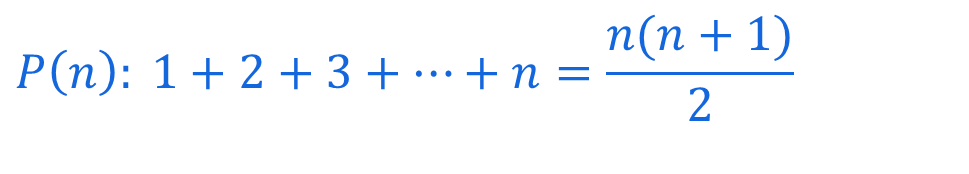 P(n): 1 + 2 + 3 + ⋯ + n = n(n + 1)/2